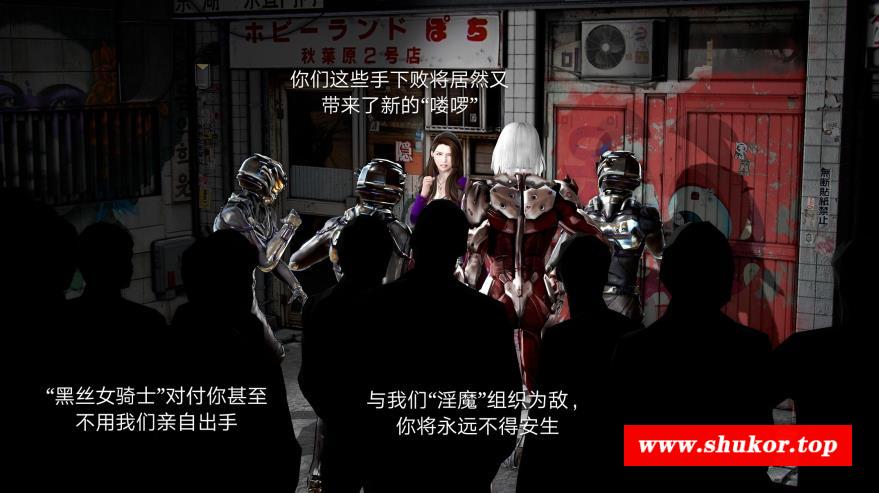 ホビーランドぽち
秋葉原2号店
你们这些手下败将居然又
带来了新的“喽啰”
無断貼紙禁止
“黑丝女骑士”对付你甚至
不用我们亲自出手
与我们“淫魔”组织为敌，
你将永远不得安生
www.shukor.top